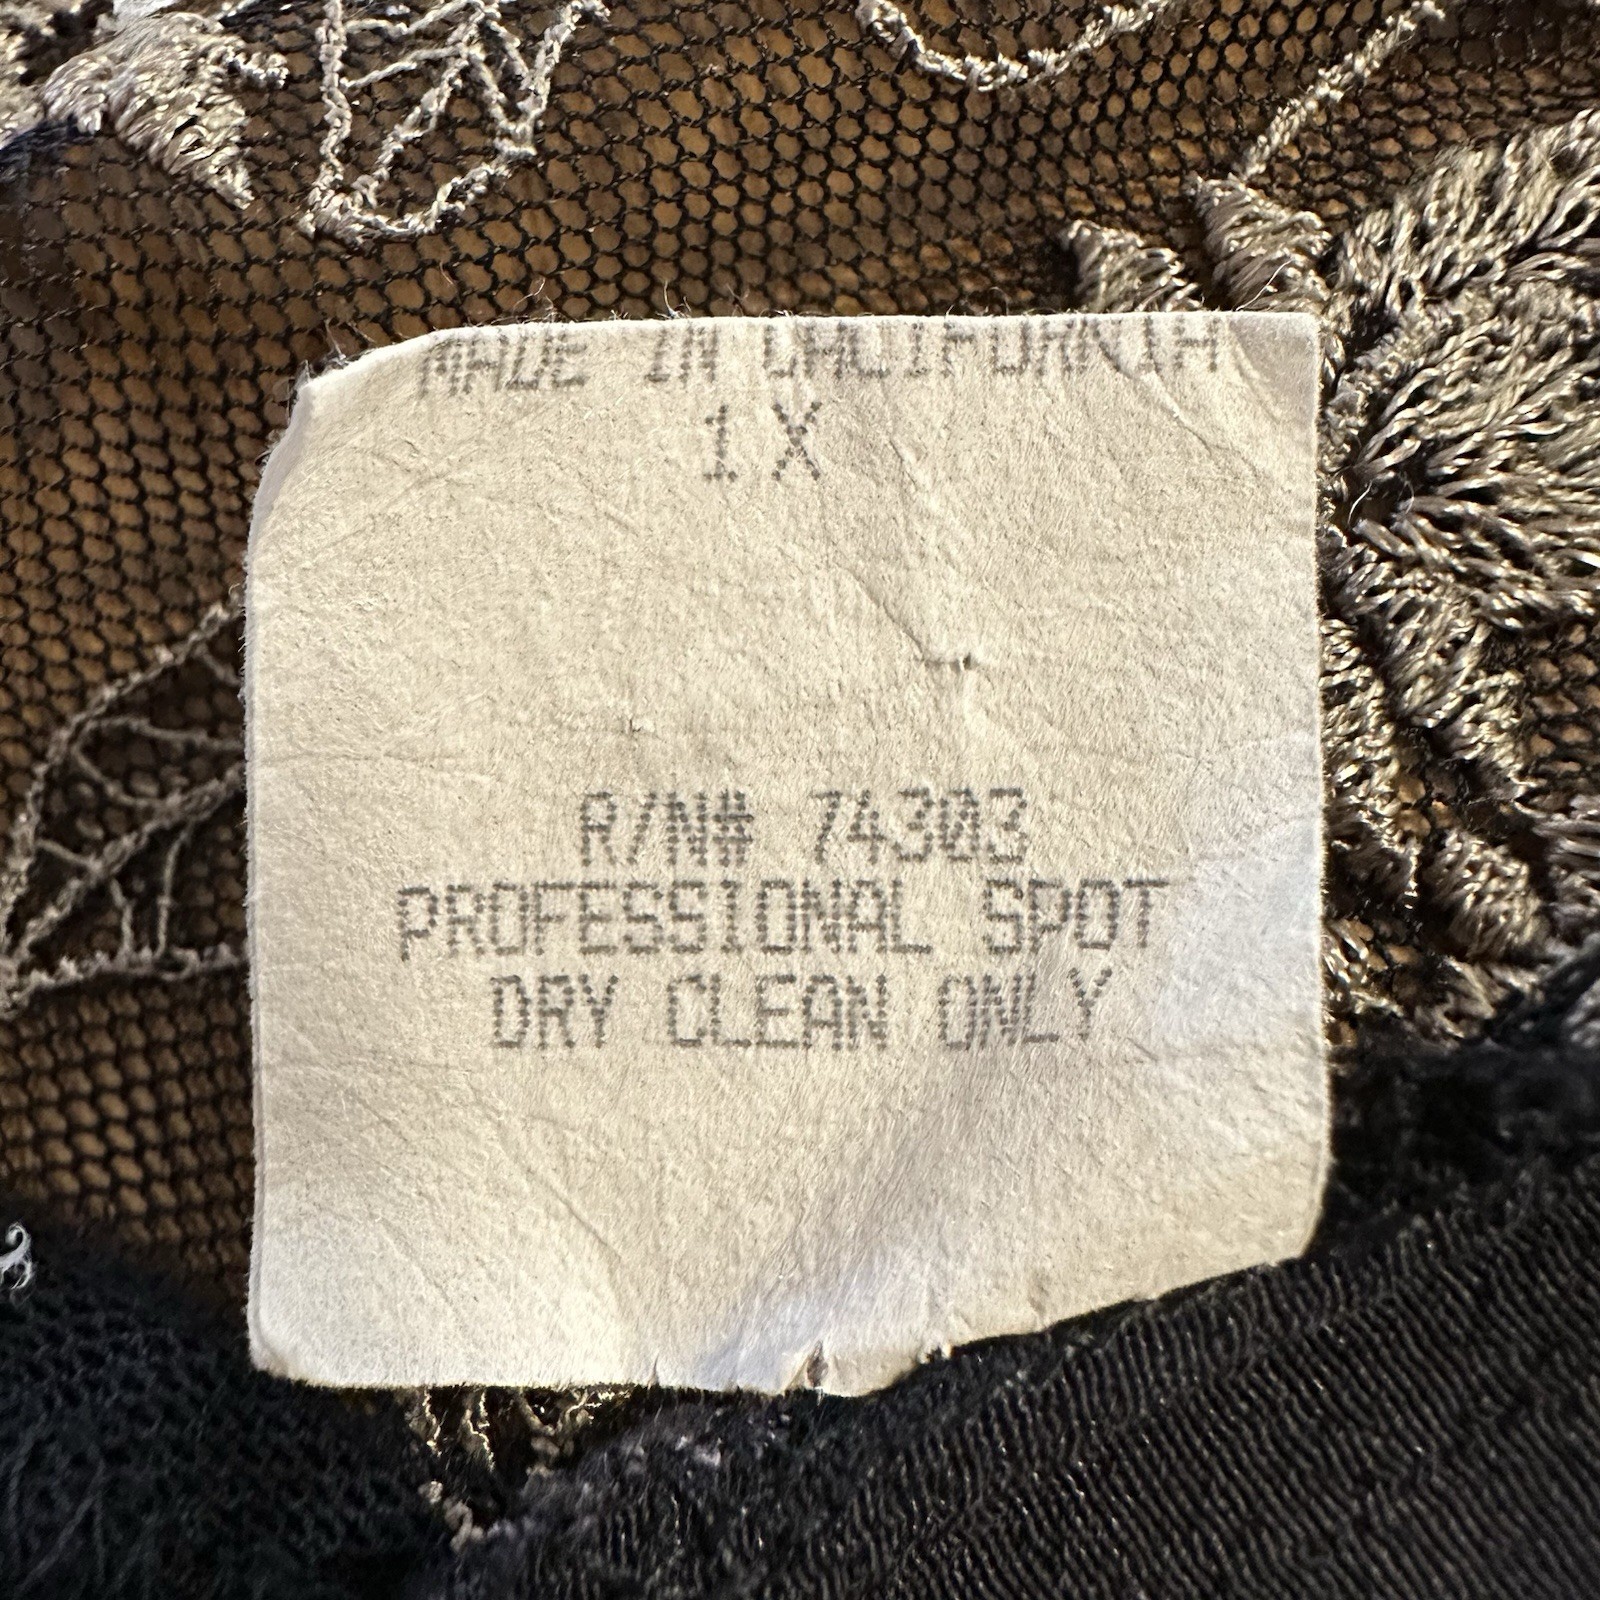 MADE IN CALIFORNIA
1X
R/N# 74303
PROFESSIONAL SPOT
DRY CLEAN ONLY